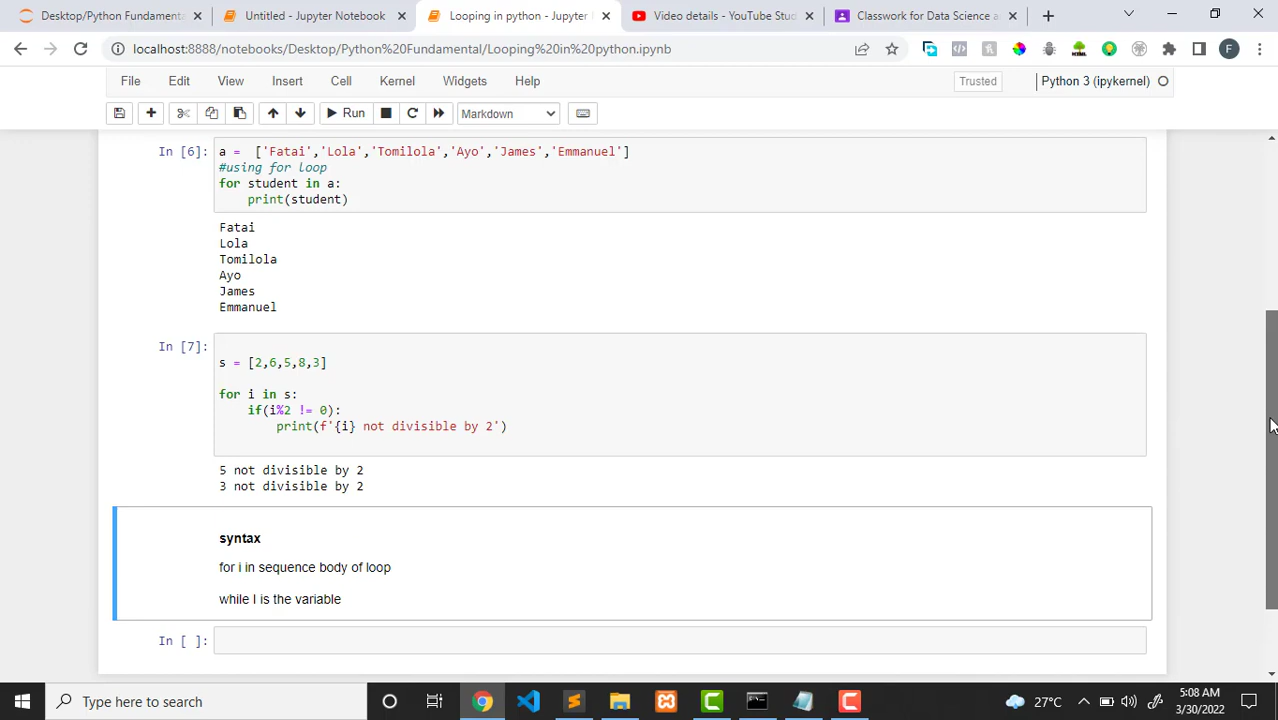 Desktop/Python Fundament
Untitled - Jupyter Notebook
Looping in python - Jupyter
Video details - YouTube Stud
Classwork for Data Science a
localhost:8888/notebooks/Desktop/Python%20Fundamental/Looping%20in%20python.ipynb
F
File Edit View Insert Cell Kernel Widgets Help
Trusted
Python 3 (ipykernel)
Run
Markdown
In [6]: a = ['Fatai','Lola','Tomilola','Ayo','James','Emmanuel']
#using for loop
for student in a:
print(student)
Fatai
Lola
Tomilola
Ayo
James
Emmanuel
In [7]:
s = [2,6,5,8,3]
for i in s:
if(i%2 != 0):
print(f'{i} not divisible by 2')
5 not divisible by 2
3 not divisible by 2
syntax
for i in sequence body of loop
while I is the variable
In [ ]:
Type here to search
27°C
5:08 AM
3/30/2022